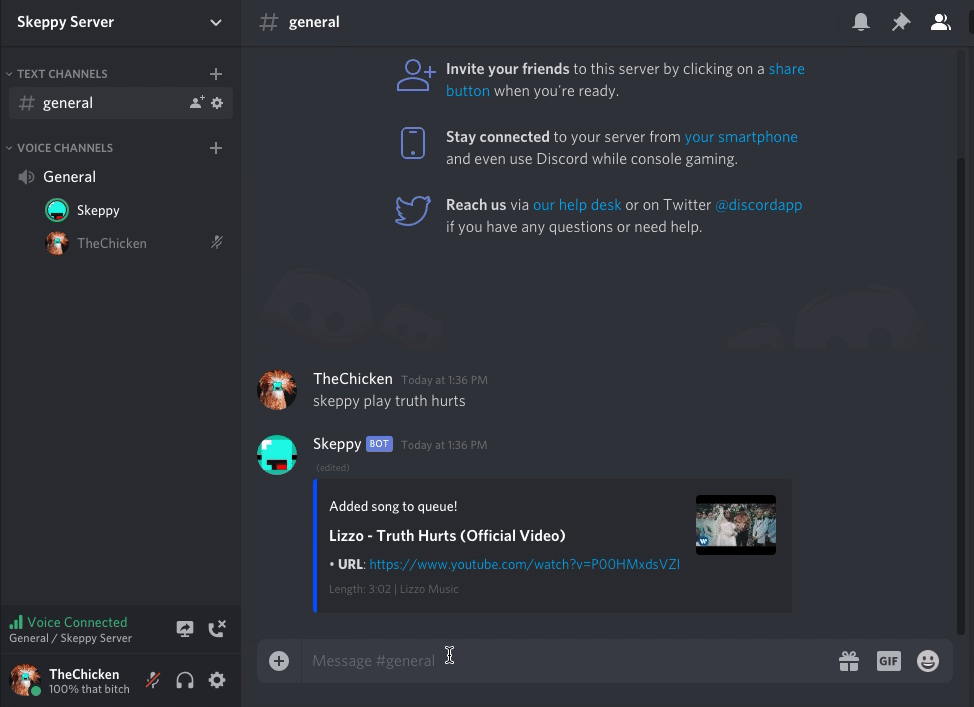 Skeppy Server
TEXT CHANNELS
general
VOICE CHANNELS
General
Skeppy
TheChicken
Voice Connected
General / Skeppy Server
TheChicken
100% that bitch
# general
Invite your friends to this server by clicking on a share
button when you're ready.
Stay connected to your server from your smartphone
and even use Discord while console gaming.
Reach us via our help desk or on Twitter @discordapp
if you have any questions or need help.
TheChicken Today at 1:36 PM
skeppy play truth hurts
Skeppy BOT Today at 1:36 PM
(edited)
Added song to queue!
Lizzo - Truth Hurts (Official Video)
• URL: https://www.youtube.com/watch?v=P00HMxdsVZI
Length: 3:02 | Lizzo Music
Message #general
GIF